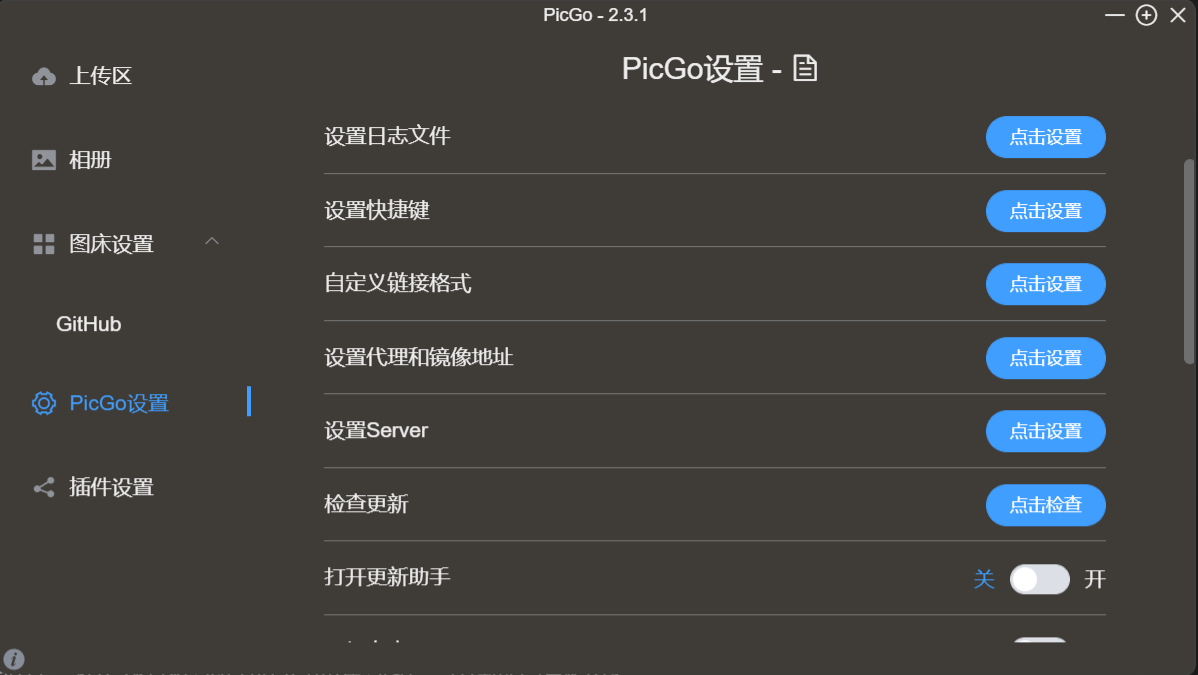 PicGo - 2.3.1
上传区
相册
图床设置
GitHub
PicGo设置
插件设置
PicGo设置 -
设置日志文件 点击设置
设置快捷键 点击设置
自定义链接格式 点击设置
设置代理和镜像地址 点击设置
设置Server 点击设置
检查更新 点击检查
打开更新助手 关 开